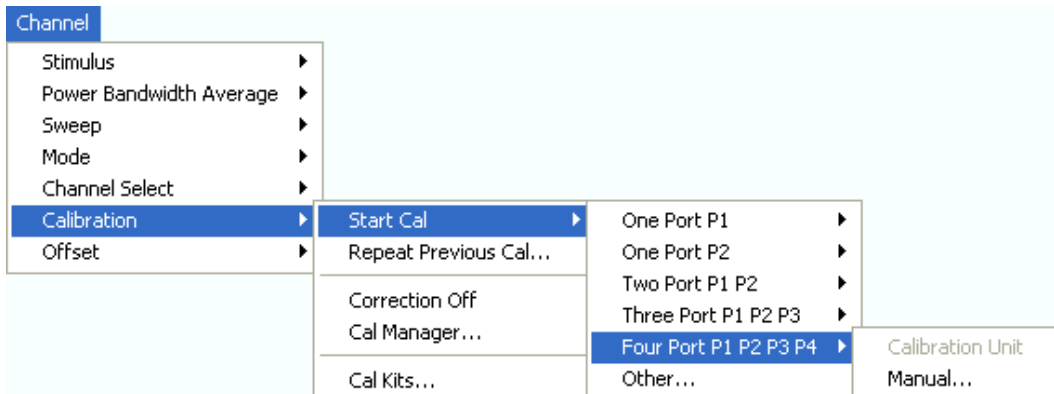 Channel
Stimulus
Power Bandwidth Average
Sweep
Mode
Channel Select
Calibration
Offset
Start Cal
Repeat Previous Cal...
Correction Off
Cal Manager...
Cal Kits...
One Port P1
One Port P2
Two Port P1 P2
Three Port P1 P2 P3
Four Port P1 P2 P3 P4
Other...
Calibration Unit
Manual...